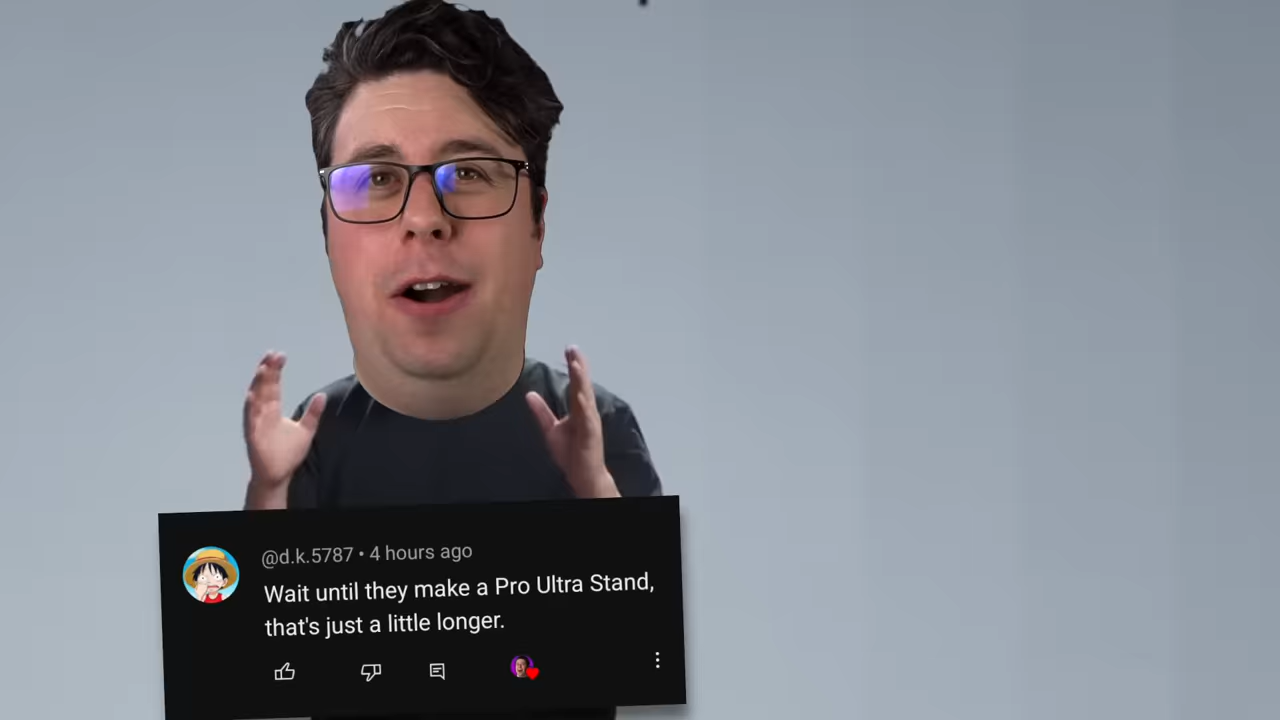 @d.k.5787 • 4 hours ago
Wait until they make a Pro Ultra Stand,
that's just a little longer.